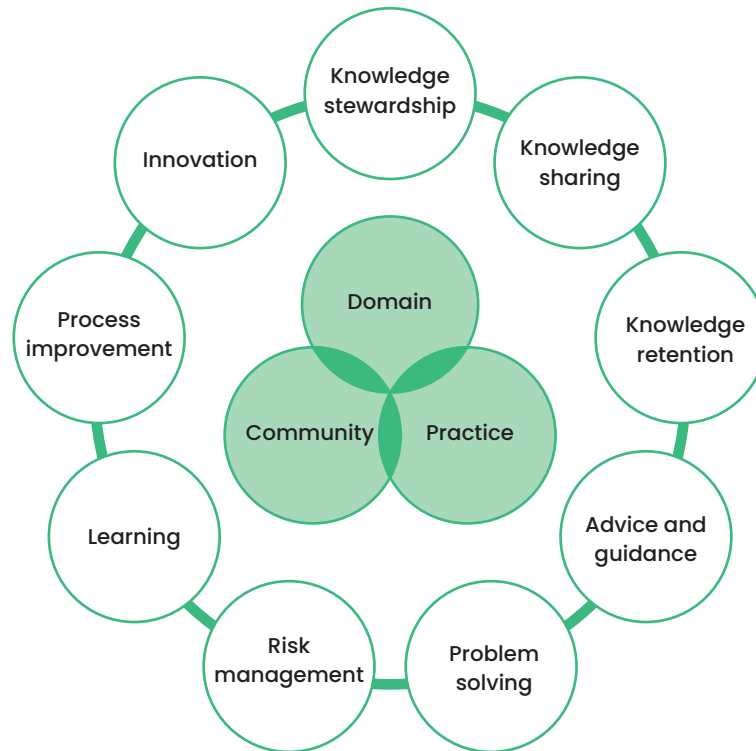 Knowledge
stewardship
Knowledge
sharing
Knowledge
retention
Advice and
guidance
Problem
solving
Risk
management
Learning
Process
improvement
Innovation
Domain
Community
Practice